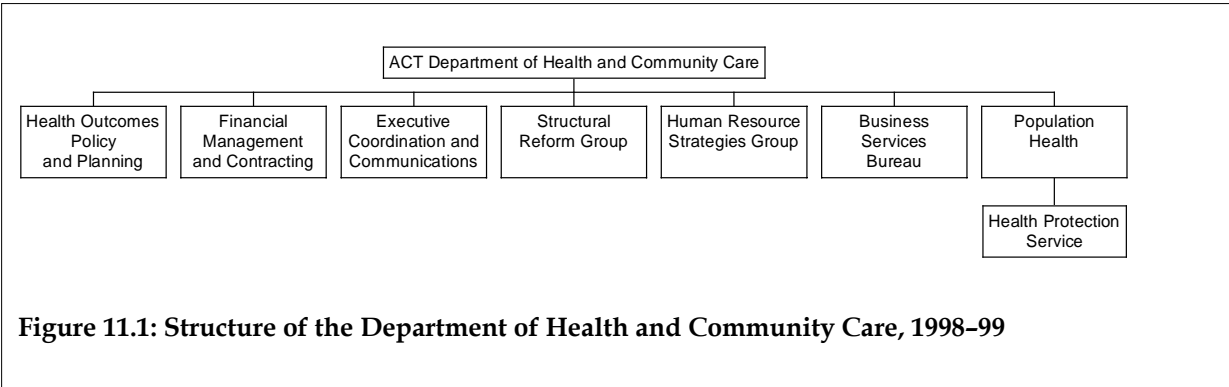 ACT Department of Health and Community Care
Health Outcomes
Policy
and Planning
Financial
Management
and Contracting
Executive
Coordination and
Communications
Structural
Reform Group
Human Resource
Strategies Group
Business
Services
Bureau
Population
Health
Health Protection
Service
Figure 11.1: Structure of the Department of Health and Community Care, 1998–99